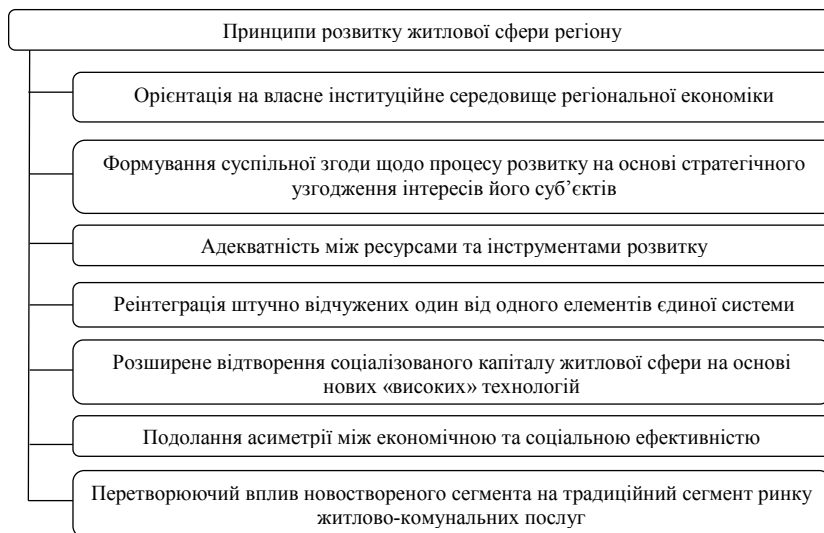 Принципи розвитку житлової сфери регіону
Орієнтація на власне інституційне середовище регіональної економіки
Формування суспільної згоди щодо процесу розвитку на основі стратегічного
узгодження інтересів його суб’єктів
Адекватність між ресурсами та інструментами розвитку
Реінтеграція штучно відчужених один від одного елементів єдиної системи
Розширене відтворення соціалізованого капіталу житлової сфери на основі
нових «високих» технологій
Подолання асиметрії між економічною та соціальною ефективністю
Перетворюючий вплив новоствореного сегмента на традиційний сегмент ринку
житлово-комунальних послуг